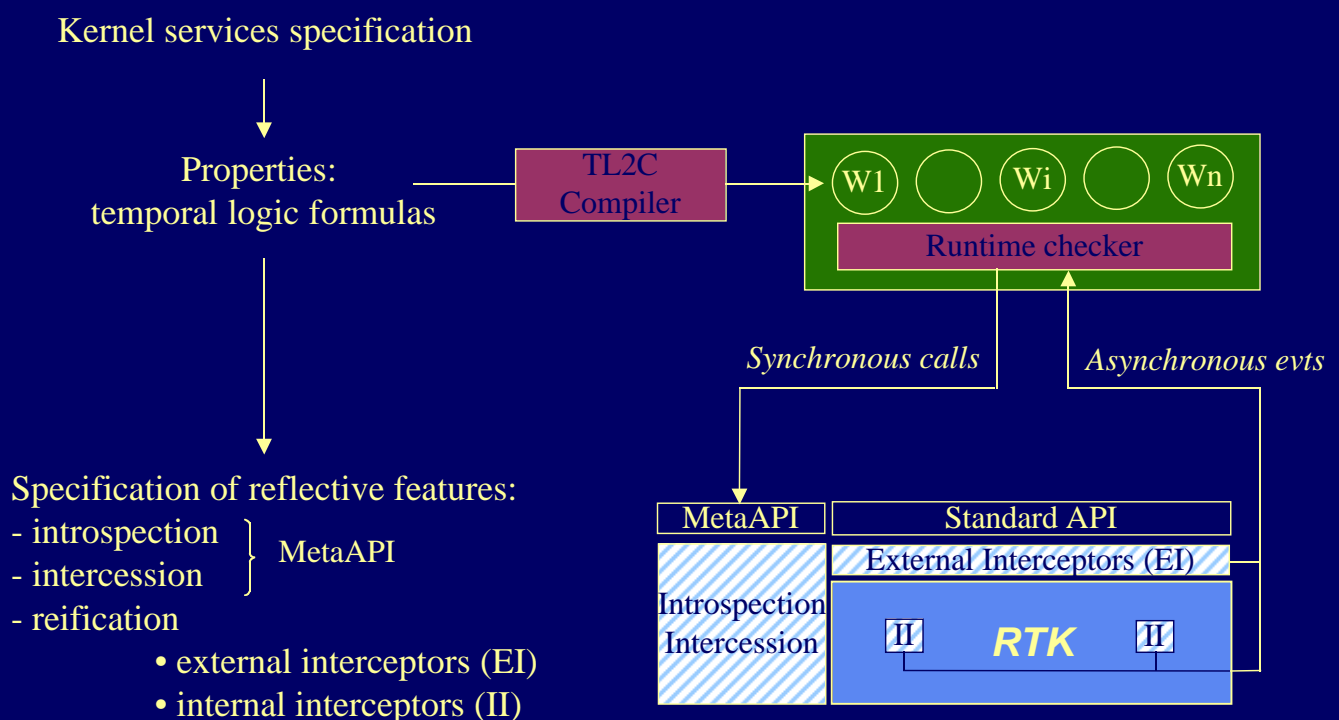 Kernel services specification
Properties:
temporal logic formulas
TL2C
Compiler
W1
Wi
Wn
Runtime checker
Synchronous calls
Asynchronous evts
Specification of reflective features:
- introspection
- intercession
MetaAPI
- reification
• external interceptors (EI)
• internal interceptors (II)
MetaAPI
Standard API
External Interceptors (EI)
Introspection
Intercession
II
RTK
II